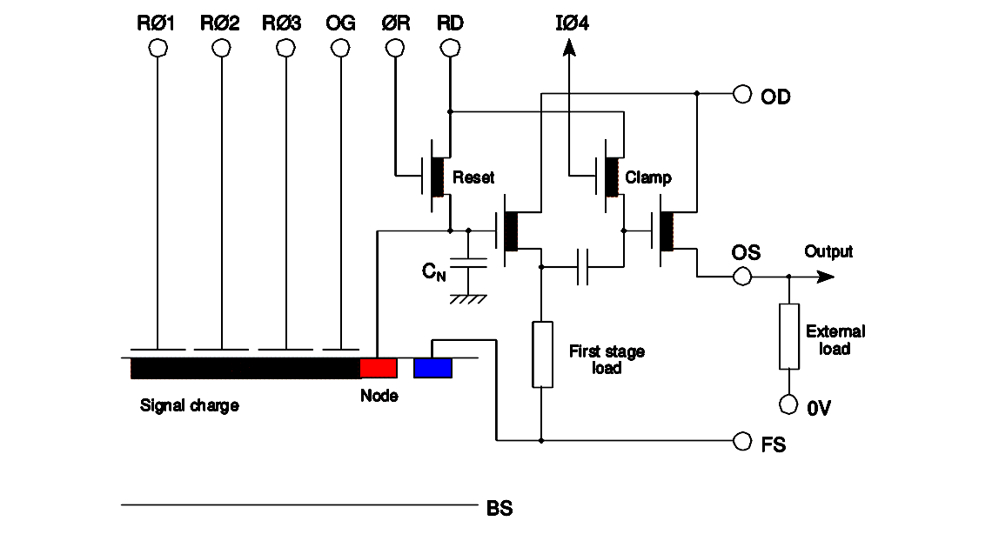 RØ1 RØ2 RØ3 OG ØR RD IØ4
OD
Reset
Clamp
CN
OS
Output
External
load
First stage
load
Node
Signal charge
0V
FS
BS